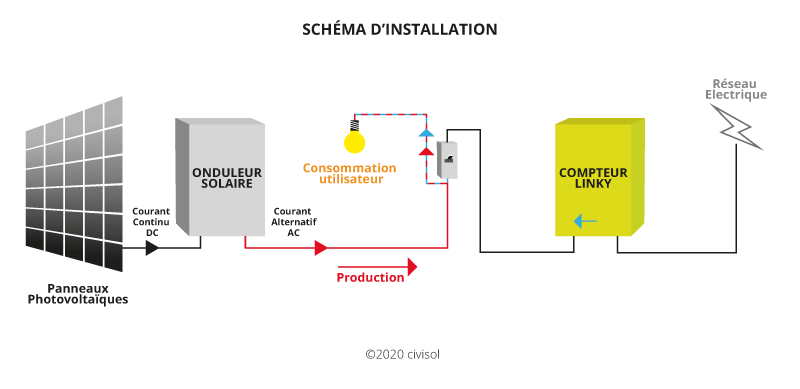 SCHÉMA D'INSTALLATION
Réseau
Electrique
ONDULEUR
SOLAIRE
Consommation
utilisateur
COMPTEUR
LINKY
Courant
Continu
DC
Courant
Alternatif
AC
Production
Panneaux
Photovoltaïques
©2020 civisol